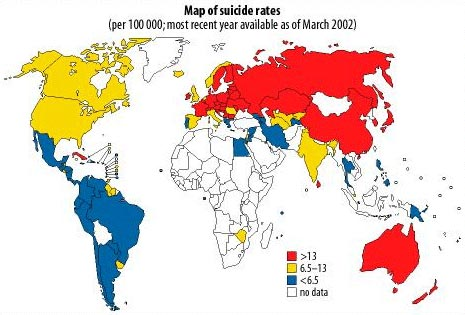 Map of suicide rates
(per 100 000; most recent year available as of March 2002)
>13
6.5–13
<6.5
no data